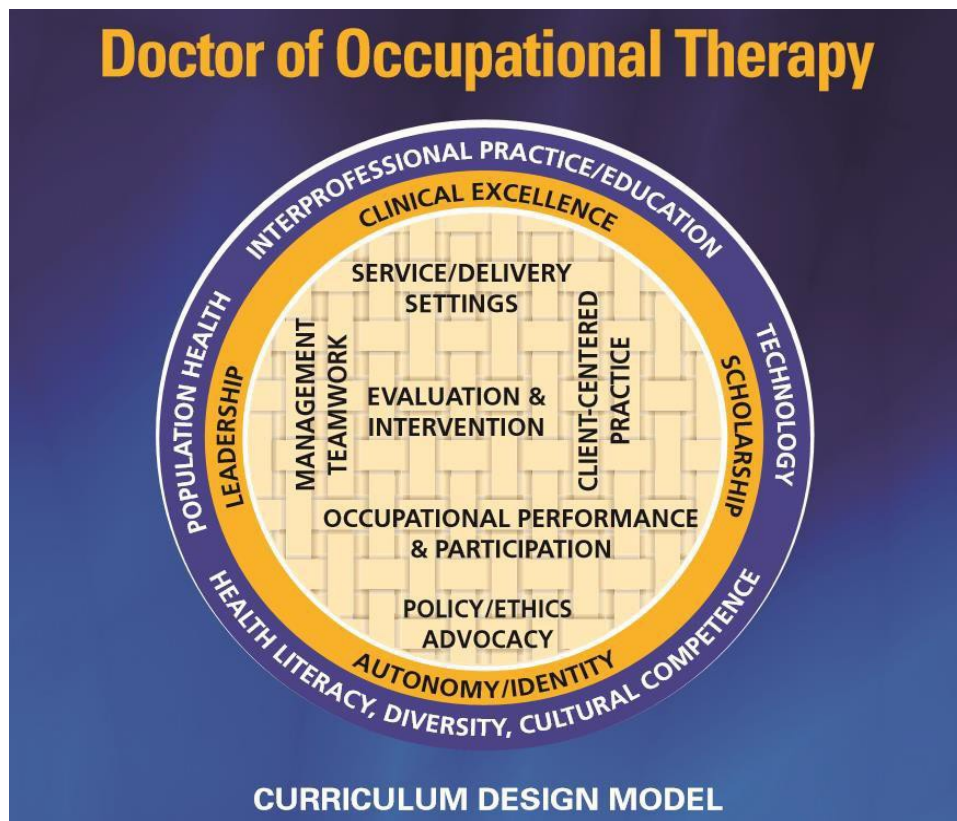 Doctor of Occupational Therapy
INTERPROFESSIONAL PRACTICE/EDUCATION
CLINICAL EXCELLENCE
POPULATION HEALTH
LEADERSHIP
SERVICE/DELIVERY
SETTINGS
MANAGEMENT
TEAMWORK
EVALUATION &
INTERVENTION
CLIENT-CENTERED
PRACTICE
SCHOLARSHIP
TECHNOLOGY
OCCUPATIONAL PERFORMANCE
& PARTICIPATION
POLICY/ETHICS
ADVOCACY
AUTONOMY/IDENTITY
HEALTH LITERACY, DIVERSITY, CULTURAL COMPETENCE
CURRICULUM DESIGN MODEL